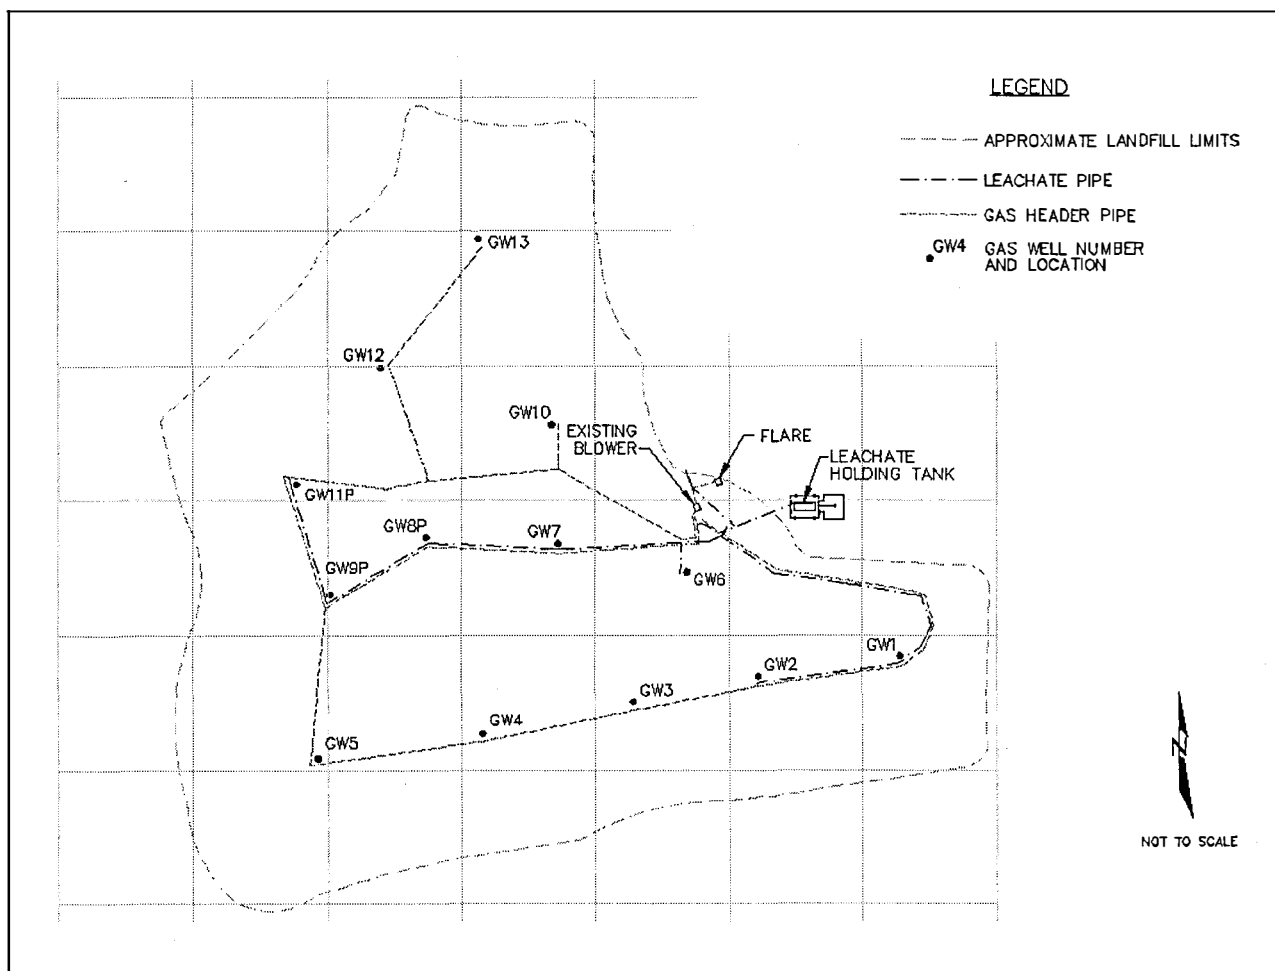 LEGEND
APPROXIMATE LANDFILL LIMITS
LEACHATE PIPE
GAS HEADER PIPE
GW4
GAS WELL NUMBER
AND LOCATION
GW13
GW12
GW10
EXISTING
BLOWER
FLARE
LEACHATE
HOLDING TANK
GW11P
GW8P
GW7
GW9P
GW6
GW1
GW2
GW3
GW4
GW5
N
NOT TO SCALE